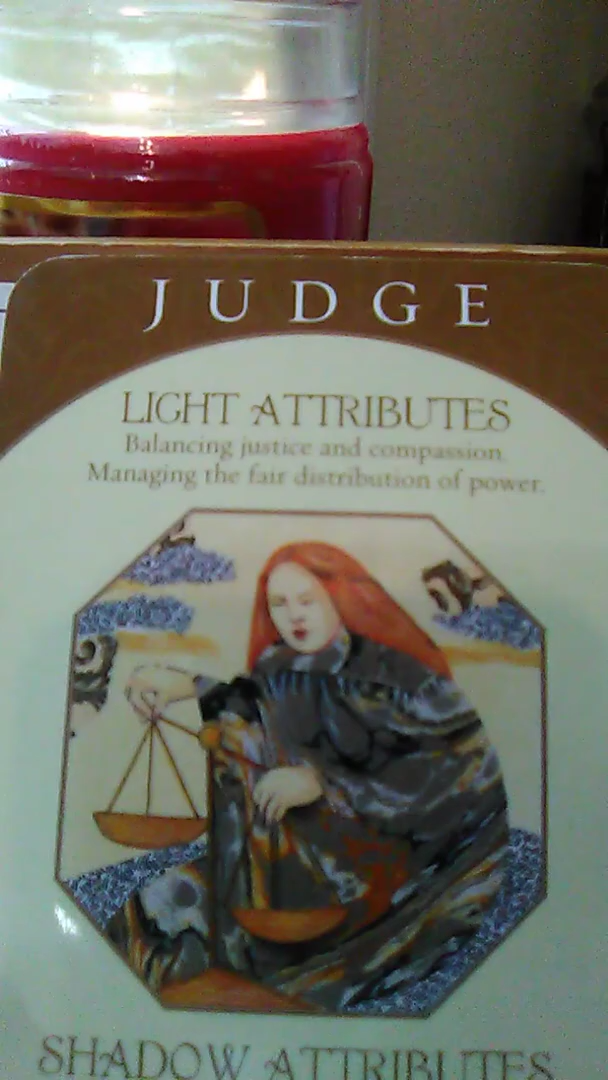 JUDGE
LIGHT ATTRIBUTES
Balancing justice and compassion.
Managing the fair distribution of power.
SHADOW ATTRIBUTES